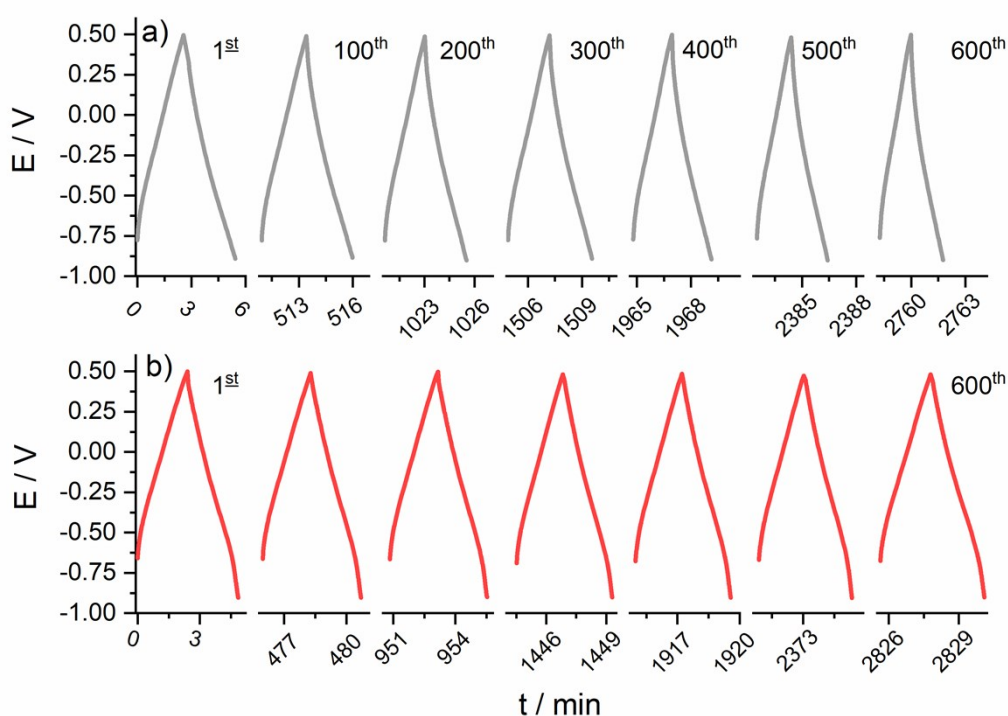 a)
1st 100th 200th 300th 400th 500th 600th
E / V
0.50
0.25
0.00
-0.25
-0.50
-0.75
-1.00
0 3 6 513 516 1023 1026 1506 1509 1965 1968 2385 2388 2760 2763
b)
1st 600th
E / V
0.50
0.25
0.00
-0.25
-0.50
-0.75
-1.00
0 3 477 480 951 954 1446 1449 1917 1920 2373 2826 2829
t / min